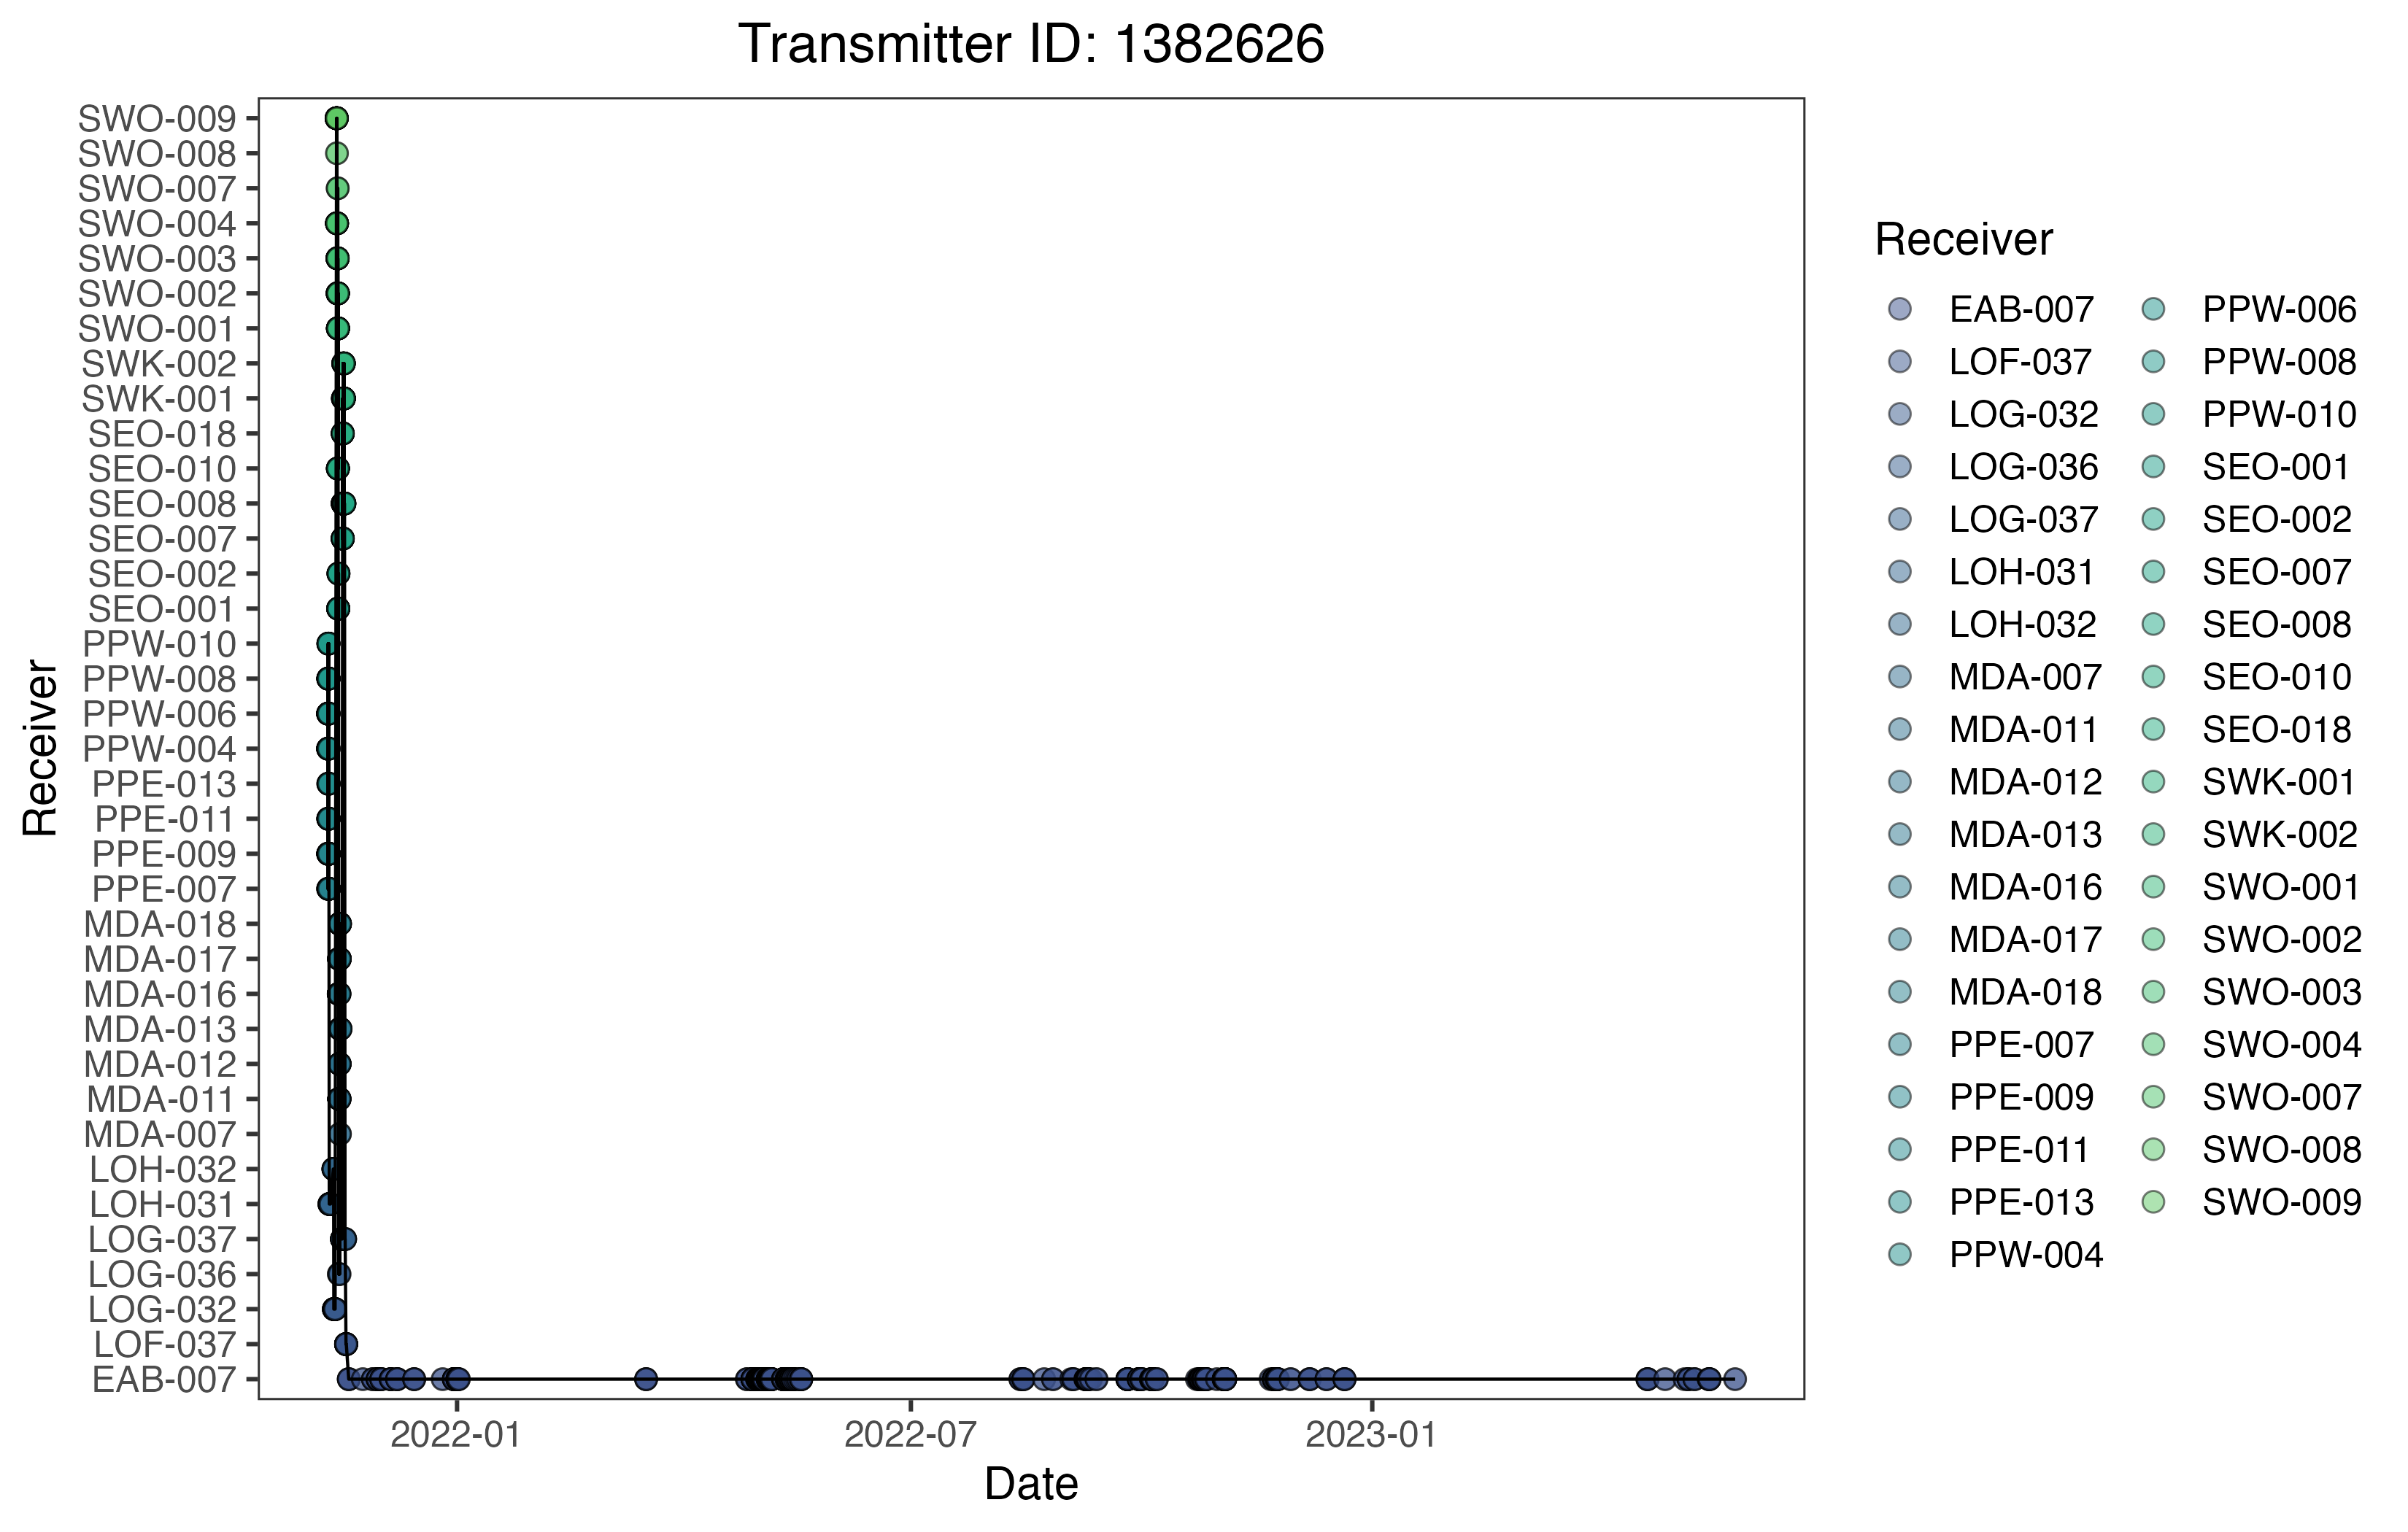 Transmitter ID: 1382626
Receiver
SWO-009
SWO-008
SWO-007
SWO-004
SWO-003
SWO-002
SWO-001
SWK-002
SWK-001
SEO-018
SEO-010
SEO-008
SEO-007
SEO-002
SEO-001
PPW-010
PPW-008
PPW-006
PPW-004
PPE-013
PPE-011
PPE-009
PPE-007
MDA-018
MDA-017
MDA-016
MDA-013
MDA-012
MDA-011
MDA-007
LOH-032
LOH-031
LOG-037
LOG-036
LOG-032
LOF-037
EAB-007
2022-01
2022-07
2023-01
Date
Receiver
EAB-007
LOF-037
LOG-032
LOG-036
LOG-037
LOH-031
LOH-032
MDA-007
MDA-011
MDA-012
MDA-013
MDA-016
MDA-017
MDA-018
PPE-007
PPE-009
PPE-011
PPE-013
PPW-004
PPW-006
PPW-008
PPW-010
SEO-001
SEO-002
SEO-007
SEO-008
SEO-010
SEO-018
SWK-001
SWK-002
SWO-001
SWO-002
SWO-003
SWO-004
SWO-007
SWO-008
SWO-009